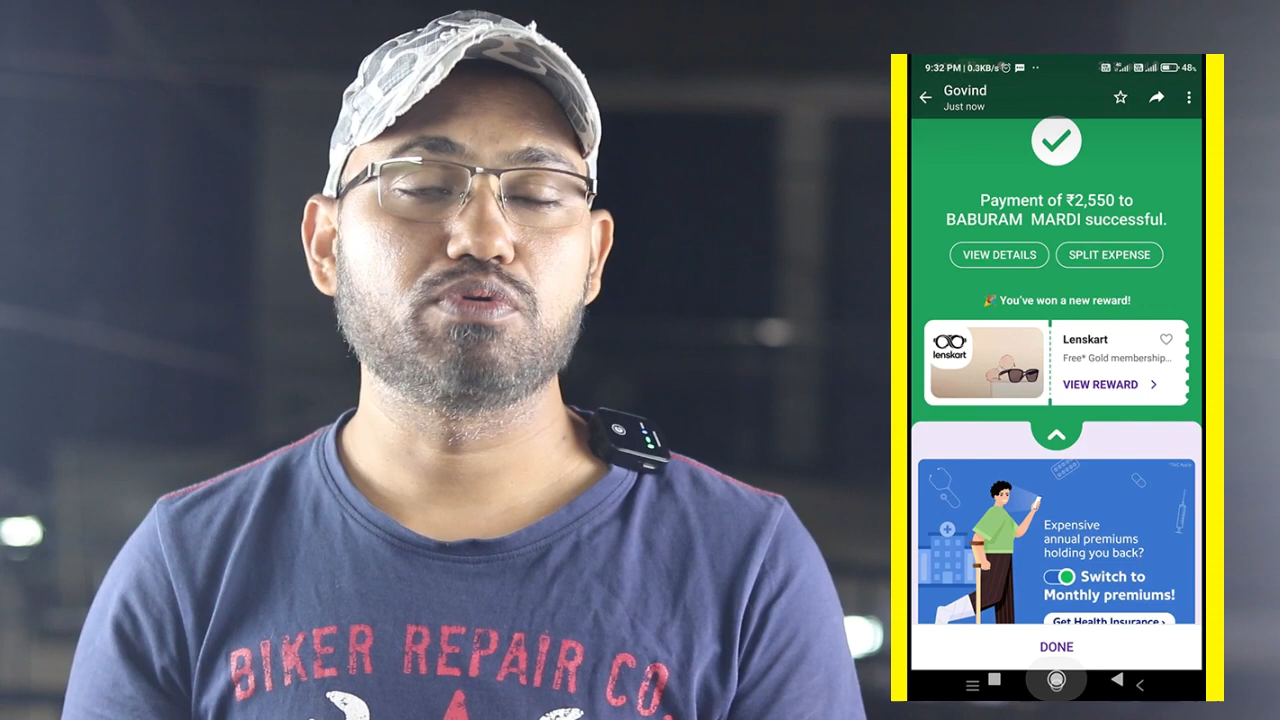 BIKER REPAIR CO.
9:32 PM | 0.3KB/s
48%
Govind
Just now
Payment of ₹2,550 to
BABURAM MARDI successful.
VIEW DETAILS
SPLIT EXPENSE
🎉 You've won a new reward!
lenskart
Lenskart
Free* Gold membership...
VIEW REWARD >
*T&C Apply
Expensive
annual premiums
holding you back?
Switch to
Monthly premiums!
Get Health Insurance ›
DONE